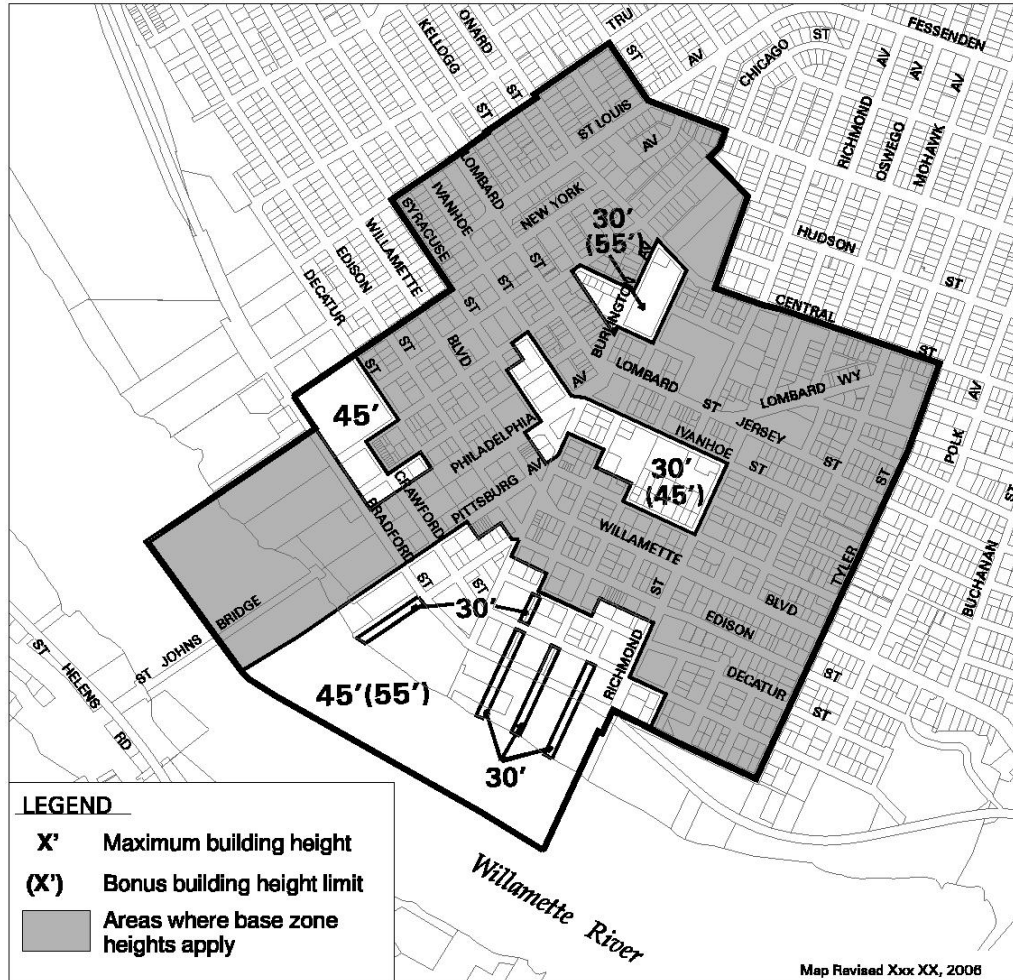 TRU
FESSENDEN
ONARD
KELLOGG
ST
ST
ST
AV
CHICAGO
ST
AV
AV
AV
RICHMOND
OSWEGO
MOHAWK
ST LOUIS
AV
LOMBARD
IVANHOE
SYRACUSE
NEW YORK
WILLAMETTE
EDISON
DECATUR
HUDSON
ST
30'
(55')
AV
BURLINGTON
CENTRAL
ST
ST
ST
ST
BLVD
ST
ST
AV
LOMBARD
ST
LOMBARD WY
JERSEY
ST
IVANHOE
ST
ST
AV
POLK
ST
45'
PHILADELPHIA
AV
PITTSBURG
CRAWFORD
BRADFORD
ST
ST
30'
(45')
WILLAMETTE
ST
BLVD
TYLER
BUCHANAN
EDISON
DECATUR
ST
ST
RICHMOND
30'
45'(55')
30'
ST JOHNS BRIDGE
ST HELENS RD
Willamette River
LEGEND
X' Maximum building height
(X') Bonus building height limit
Areas where base zone
heights apply
Map Revised Xxx XX, 2006